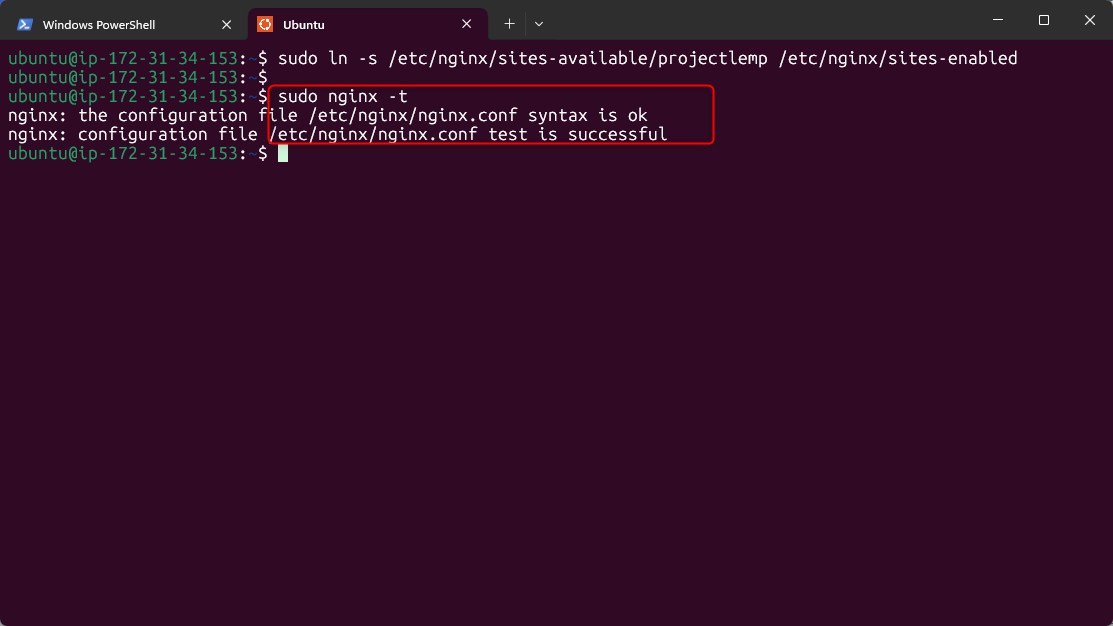 Windows PowerShell
Ubuntu
ubuntu@ip-172-31-34-153:~$ sudo ln -s /etc/nginx/sites-available/projectlemp /etc/nginx/sites-enabled
ubuntu@ip-172-31-34-153:~$
ubuntu@ip-172-31-34-153:~$ sudo nginx -t
nginx: the configuration file /etc/nginx/nginx.conf syntax is ok
nginx: configuration file /etc/nginx/nginx.conf test is successful
ubuntu@ip-172-31-34-153:~$